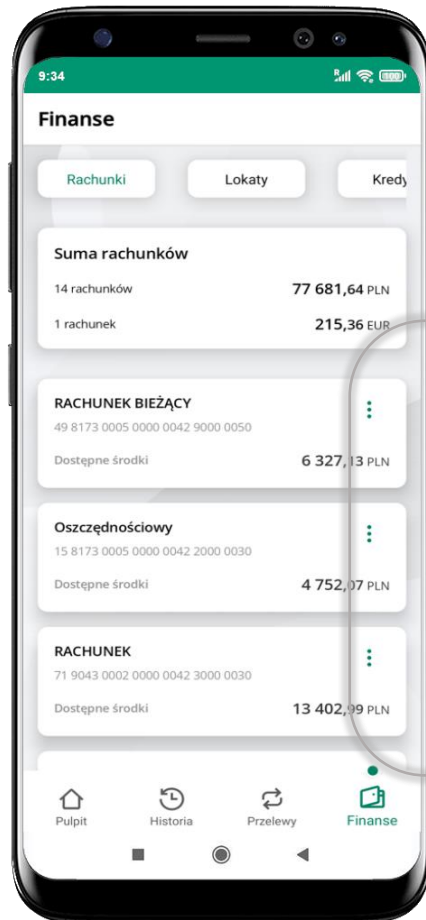 9:34
R
100
Finanse
Rachunki Lokaty Kredy
Suma rachunków
14 rachunków 77 681,64 PLN
1 rachunek 215,36 EUR
RACHUNEK BIEŻĄCY
49 8173 0005 0000 0042 9000 0050
Dostępne środki 6 327,13 PLN
Oszczędnościowy
15 8173 0005 0000 0042 2000 0030
Dostępne środki 4 752,07 PLN
RACHUNEK
71 9043 0002 0000 0042 3000 0030
Dostępne środki 13 402,99 PLN
Pulpit Historia Przelewy Finanse